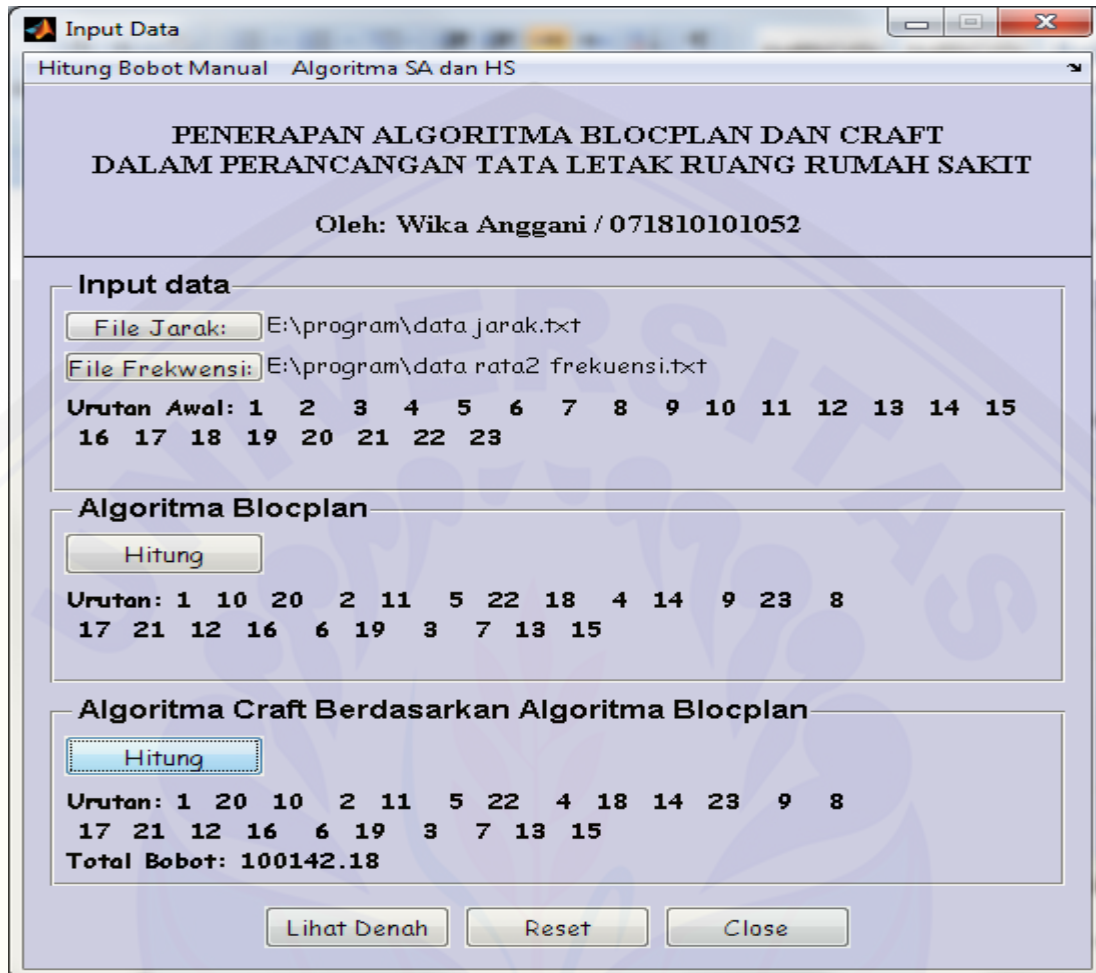 Input Data
Hitung Bobot Manual Algoritma SA dan HS
PENERAPAN ALGORITMA BLOCPLAN DAN CRAFT
DALAM PERANCANGAN TATA LETAK RUANG RUMAH SAKIT
Oleh: Wika Anggani / 071810101052
Input data
File Jarak: E:\program\data jarak.txt
File Frekwensi: E:\program\data rata2 frekuensi.txt
Urutan Awal: 1 2 3 4 5 6 7 8 9 10 11 12 13 14 15
16 17 18 19 20 21 22 23
Algoritma Blocplan
Hitung
Urutan: 1 10 20 2 11 5 22 18 4 14 9 23 8
17 21 12 16 6 19 3 7 13 15
Algoritma Craft Berdasarkan Algoritma Blocplan
Hitung
Urutan: 1 20 10 2 11 5 22 4 18 14 23 9 8
17 21 12 16 6 19 3 7 13 15
Total Bobot: 100142.18
Lihat Denah Reset Close
UNIVERSITAS